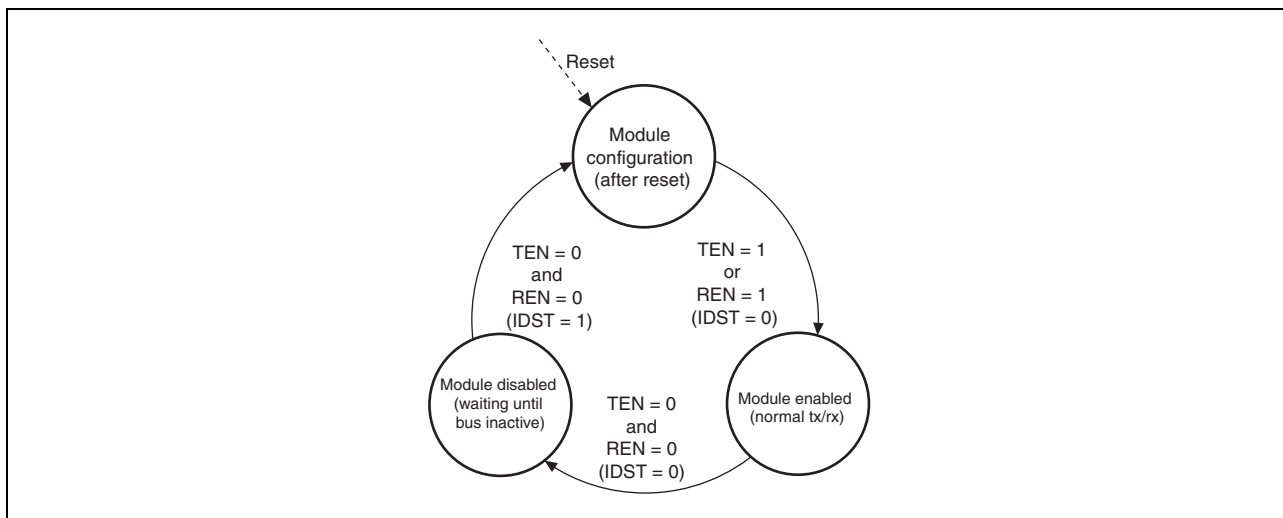 Reset
Module
configuration
(after reset)
TEN = 0
and
REN = 0
(IDST = 1)
TEN = 1
or
REN = 1
(IDST = 0)
Module disabled
(waiting until
bus inactive)
TEN = 0
and
REN = 0
(IDST = 0)
Module enabled
(normal tx/rx)